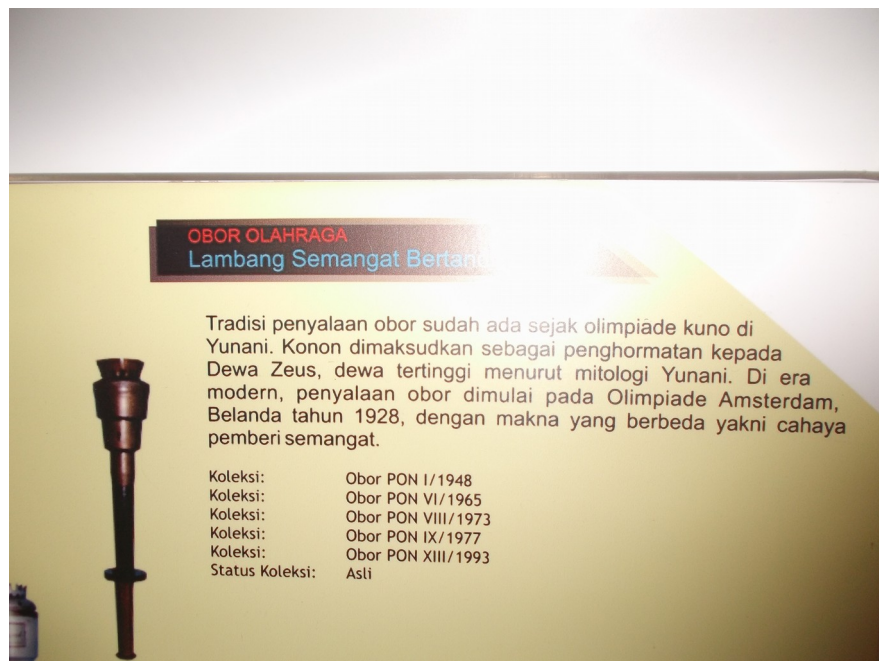 OBOR OLAHRAGA
Lambang Semangat
Tradisi penyalaan obor sudah ada sejak olimpiade kuno di
Yunani. Konon dimaksudkan sebagai penghormatan kepada
Dewa Zeus, dewa tertinggi menurut mitologi Yunani. Di era
modern, penyalaan obor dimulai pada Olimpiade Amsterdam,
Belanda tahun 1928, dengan makna yang berbeda yakni cahaya
pemberi semangat.
Koleksi: Obor PON I/1948
Koleksi: Obor PON VI/1965
Koleksi: Obor PON VIII/1973
Koleksi: Obor PON IX/1977
Koleksi: Obor PON XIII/1993
Status Koleksi: Asli